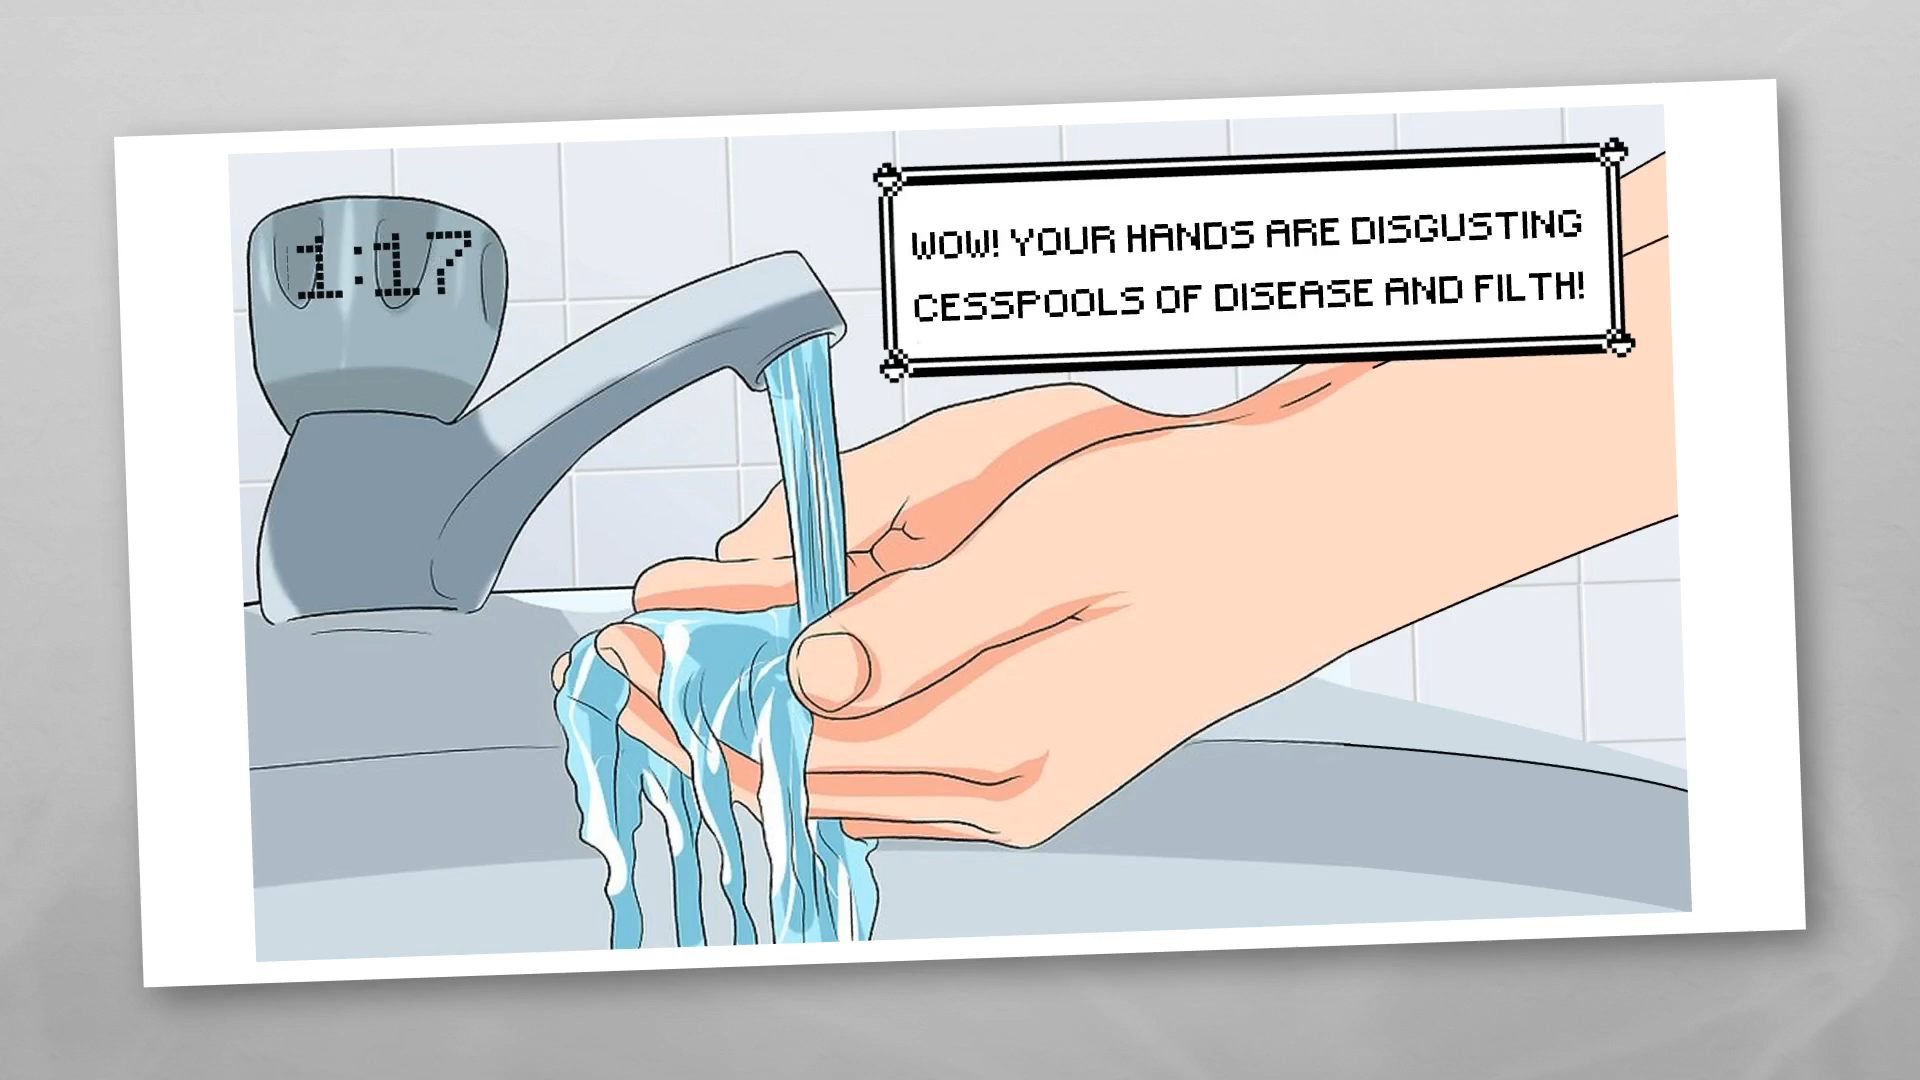 1:17
WOW! YOUR HANDS ARE DISGUSTING
CESSPOOLS OF DISEASE AND FILTH!